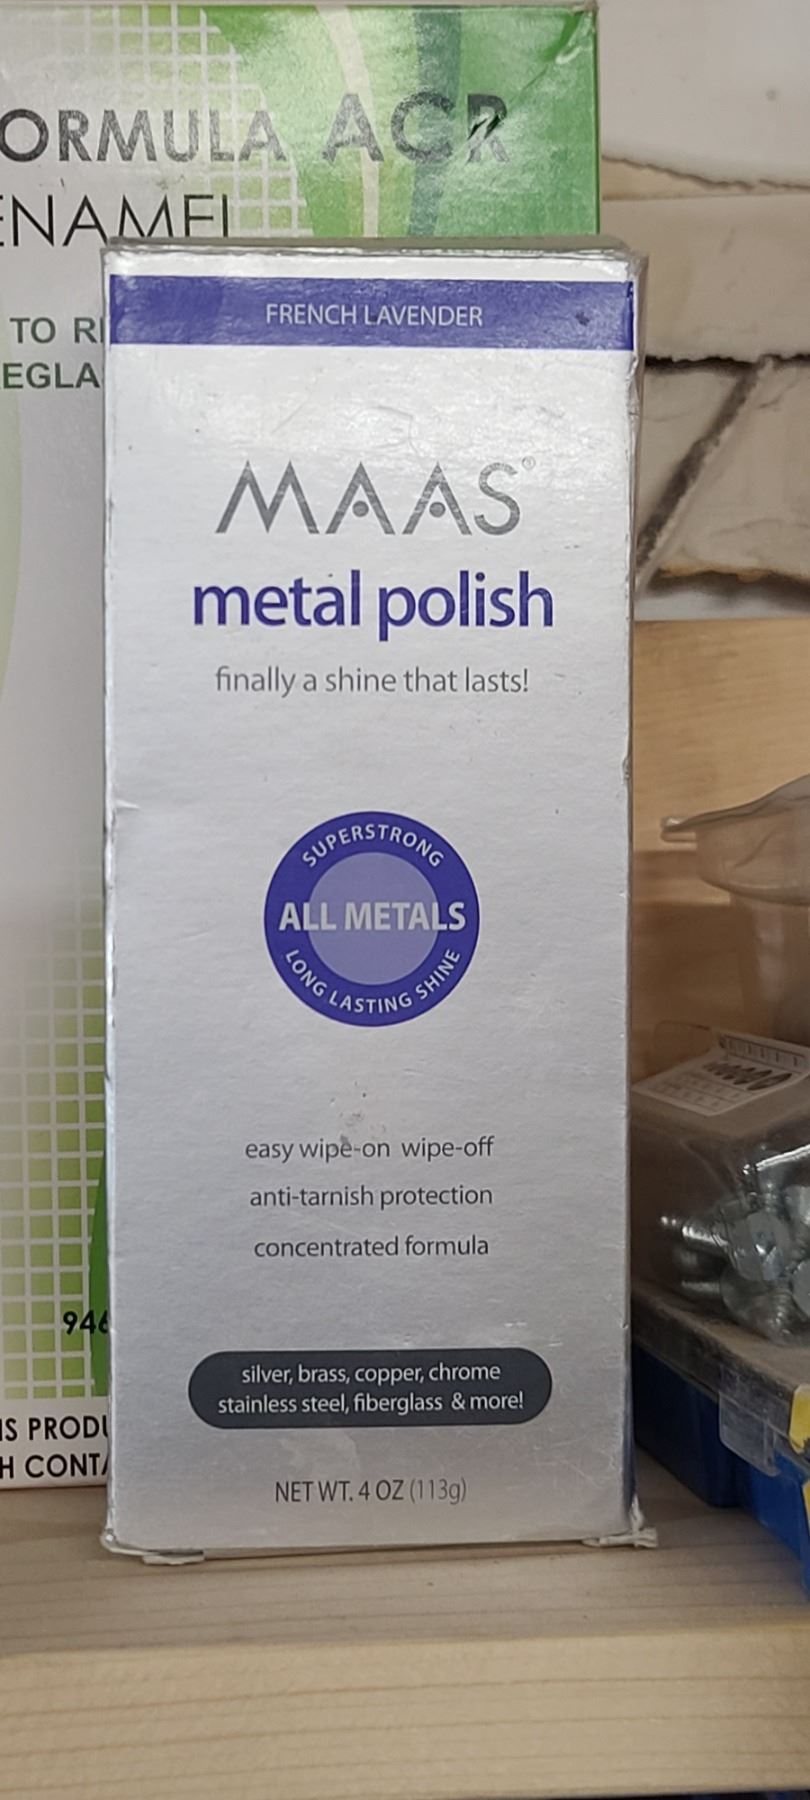 ORMULA ACR
ENAMEL
TO R
EGLA
FRENCH LAVENDER
MAAS®
metal polish
finally a shine that lasts!
SUPERSTRONG
ALL METALS
LONG LASTING SHINE
easy wipe-on wipe-off
anti-tarnish protection
concentrated formula
silver, brass, copper, chrome
stainless steel, fiberglass & more!
946
IS PRODU
H CONTA
NET WT. 4 OZ (113g)